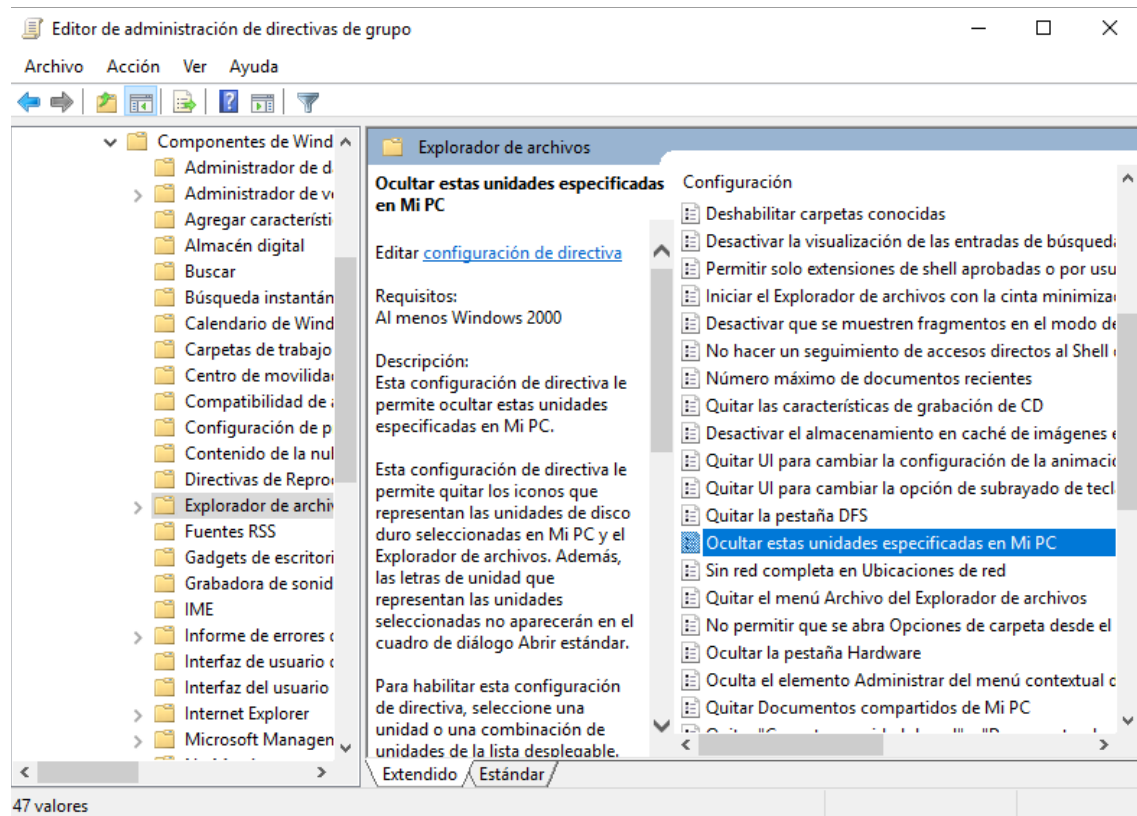 Editor de administración de directivas de grupo
Archivo Acción Ver Ayuda
Componentes de Wind
Administrador de d
Administrador de v
Agregar característi
Almacén digital
Buscar
Búsqueda instantán
Calendario de Wind
Carpetas de trabajo
Centro de movilida
Compatibilidad de
Configuración de p
Contenido de la nu
Directivas de Repro
Explorador de archi
Fuentes RSS
Gadgets de escritori
Grabadora de sonid
IME
Informe de errores
Interfaz de usuario
Interfaz del usuario
Internet Explorer
Microsoft Managen
Explorador de archivos
Ocultar estas unidades especificadas
en Mi PC
Editar configuración de directiva
Requisitos:
Al menos Windows 2000
Descripción:
Esta configuración de directiva le
permite ocultar estas unidades
especificadas en Mi PC.
Esta configuración de directiva le
permite quitar los iconos que
representan las unidades de disco
duro seleccionadas en Mi PC y el
Explorador de archivos. Además,
las letras de unidad que
representan las unidades
seleccionadas no aparecerán en el
cuadro de diálogo Abrir estándar.
Para habilitar esta configuración
de directiva, seleccione una
unidad o una combinación de
unidades de la lista desplegable.
Configuración
Deshabilitar carpetas conocidas
Desactivar la visualización de las entradas de búsqued
Permitir solo extensiones de shell aprobadas o por usu
Iniciar el Explorador de archivos con la cinta minimiza
Desactivar que se muestren fragmentos en el modo de
No hacer un seguimiento de accesos directos al Shell
Número máximo de documentos recientes
Quitar las características de grabación de CD
Desactivar el almacenamiento en caché de imágenes
Quitar UI para cambiar la configuración de la animaci
Quitar UI para cambiar la opción de subrayado de tecl
Quitar la pestaña DFS
Ocultar estas unidades especificadas en Mi PC
Sin red completa en Ubicaciones de red
Quitar el menú Archivo del Explorador de archivos
No permitir que se abra Opciones de carpeta desde el
Ocultar la pestaña Hardware
Oculta el elemento Administrar del menú contextual
Quitar Documentos compartidos de Mi PC
Extendido Estándar
47 valores